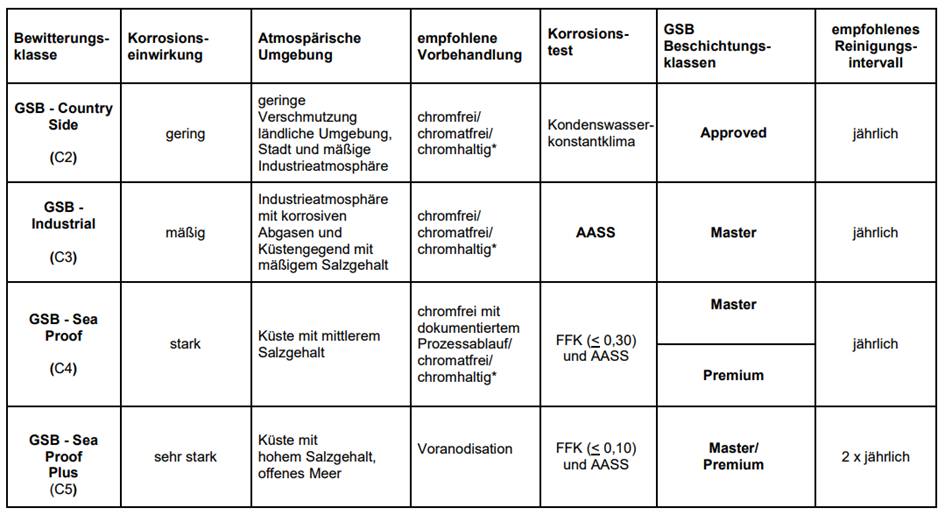 Bewitterungs-
klasse
Korrosions-
einwirkung
Atmospärische
Umgebung
empfohlene
Vorbehandlung
Korrosions-
test
GSB
Beschichtungs-
klassen
empfohlenes
Reinigungs-
intervall
GSB - Country
Side
(C2)
gering
geringe
Verschmutzung
ländliche Umgebung,
Stadt und mäßige
Industrieatmosphäre
chromfrei/
chromatfrei/
chromhaltig*
Kondenswasser-
konstantklima
Approved
jährlich
GSB -
Industrial
(C3)
mäßig
Industrieatmosphäre
mit korrosiven
Abgasen und
Küstengegend mit
mäßigem Salzgehalt
chromfrei/
chromatfrei/
chromhaltig*
AASS
Master
jährlich
GSB - Sea
Proof
(C4)
stark
Küste mit mittlerem
Salzgehalt
chromfrei mit
dokumentiertem
Prozessablauf/
chromatfrei/
chromhaltig*
FFK (≤ 0,30)
und AASS
Master
Premium
jährlich
GSB - Sea
Proof
Plus
(C5)
sehr stark
Küste mit
hohem Salzgehalt,
offenes Meer
Voranodisation
FFK (≤ 0,10)
und AASS
Master/
Premium
2 x jährlich